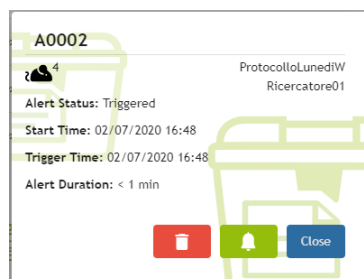 A0002
4
ProtocolloLunediW
Ricercatore01
Alert Status: Triggered
Start Time: 02/07/2020 16:48
Trigger Time: 02/07/2020 16:48
Alert Duration: < 1 min
Close